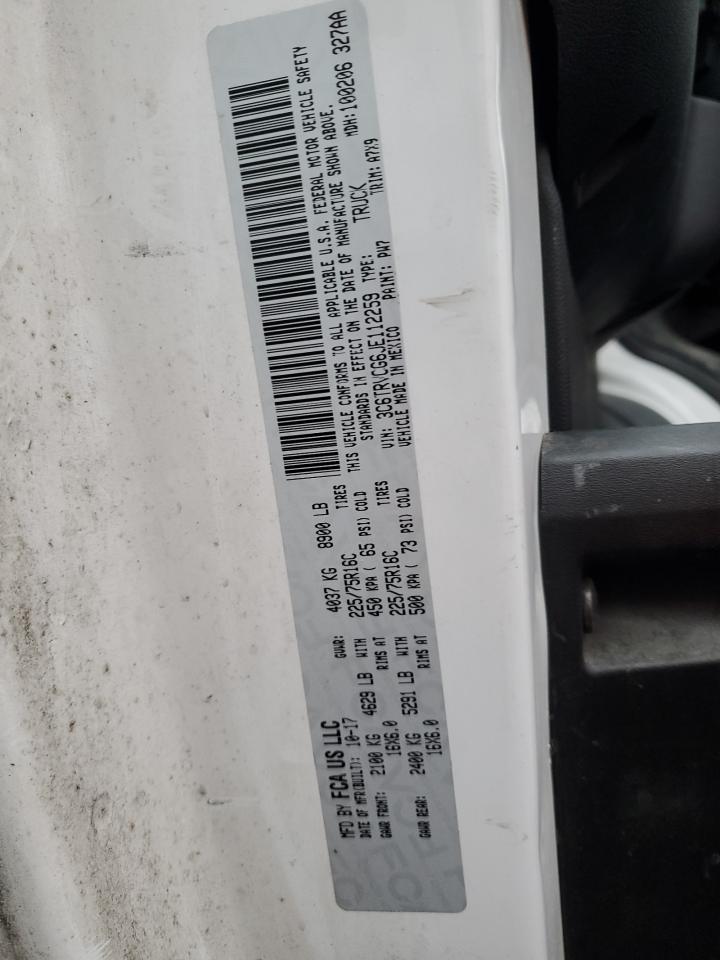 MFD BY FCA US LLC
DATE OF MFR(BUILT): 10-17 GVWR: 4037 KG 8900 LB
GAWR FRONT: 2100 KG 4629 LB WITH 225/75R16C TIRES
16X6.0 RIMS AT 450 KPA ( 65 PSI) COLD
GAWR REAR: 2400 KG 5291 LB WITH 225/75R16C TIRES
16X6.0 RIMS AT 500 KPA ( 73 PSI) COLD
THIS VEHICLE CONFORMS TO ALL APPLICABLE U.S.A. FEDERAL MOTOR VEHICLE SAFETY
STANDARDS IN EFFECT ON THE DATE OF MANUFACTURE SHOWN ABOVE.
VIN: 3C6TRVCG6JE112259 TYPE: TRUCK MDH:100206 327AA
VEHICLE MADE IN MEXICO PAINT: PW7 TRIM: A7X9